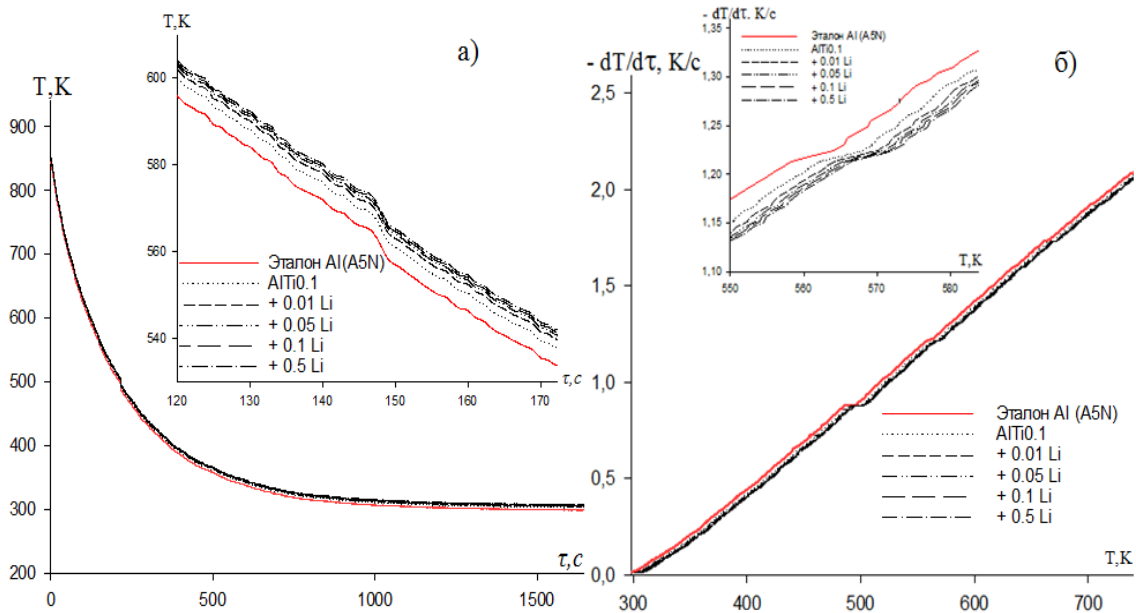 T,K
900
800
700
600
500
400
300
200
0
500
1000
1500
τ,c
а)
T,K
600
580
560
540
120
130
140
150
160
170
τ,c
Эталон Al (A5N)
AlTi0.1
+ 0.01 Li
+ 0.05 Li
+ 0.1 Li
+ 0.5 Li
б)
- dT/dτ, K/c
2,5
2,0
1,5
1,0
0,5
0,0
300
400
500
600
700
T,K
Эталон Al (A5N)
AlTi0.1
+ 0.01 Li
+ 0.05 Li
+ 0.1 Li
+ 0.5 Li
- dT/dτ. K/c
1,35
1,30
1,25
1,20
1,15
1,10
550
560
570
580
T,K
Эталон Al (A5N)
AlTi0.1
+ 0.01 Li
+ 0.05 Li
+ 0.1 Li
+ 0.5 Li